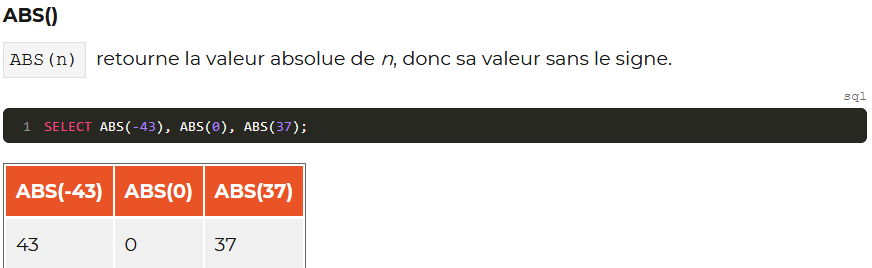 ABS()
ABS(n) retourne la valeur absolue de n, donc sa valeur sans le signe.
sql
1 SELECT ABS(-43), ABS(0), ABS(37);
ABS(-43) ABS(0) ABS(37)
43 0 37